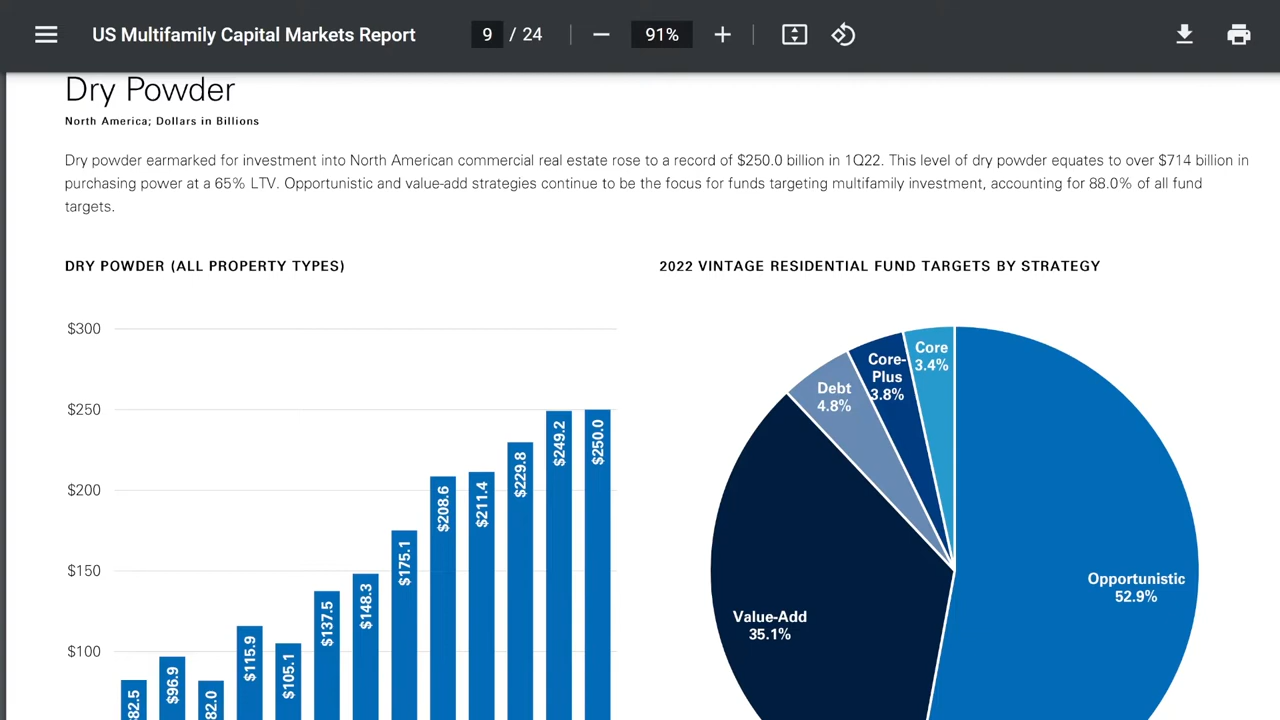 US Multifamily Capital Markets Report
9 / 24
91%
Dry Powder
North America; Dollars in Billions
Dry powder earmarked for investment into North American commercial real estate rose to a record of $250.0 billion in 1Q22. This level of dry powder equates to over $714 billion in
purchasing power at a 65% LTV. Opportunistic and value-add strategies continue to be the focus for funds targeting multifamily investment, accounting for 88.0% of all fund
targets.
DRY POWDER (ALL PROPERTY TYPES)
$300
$250
$200
$150
$100
82.5
$96.9
82.0
$115.9
$105.1
$137.5
$148.3
$175.1
$208.6
$211.4
$229.8
$249.2
$250.0
2022 VINTAGE RESIDENTIAL FUND TARGETS BY STRATEGY
Core
3.4%
Core-
Plus
3.8%
Debt
4.8%
Value-Add
35.1%
Opportunistic
52.9%